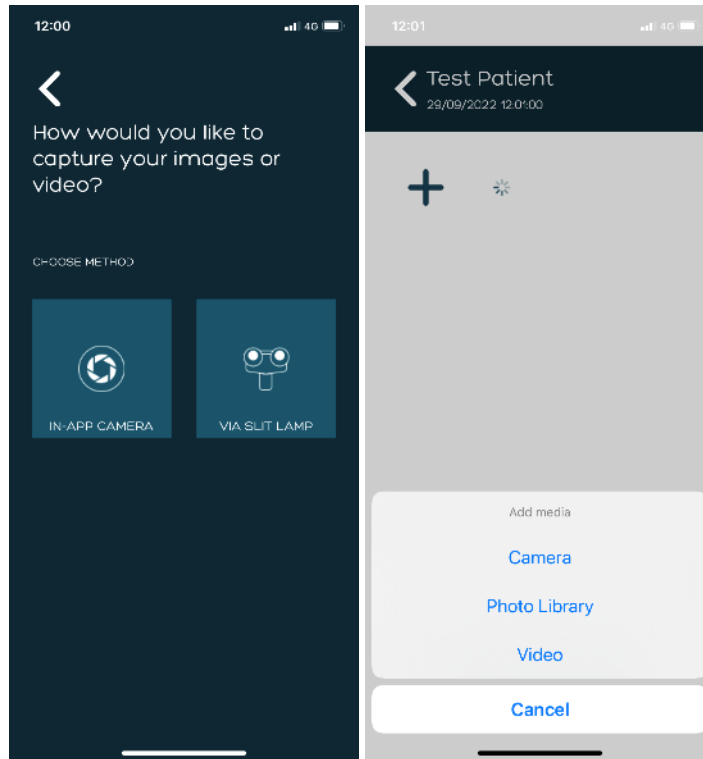 12:00
4G
How would you like to
capture your images or
video?
CHOOSE METHOD
IN-APP CAMERA
VIA SLIT LAMP
12:01
4G
Test Patient
29/09/2022 12:01:00
Add media
Camera
Photo Library
Video
Cancel